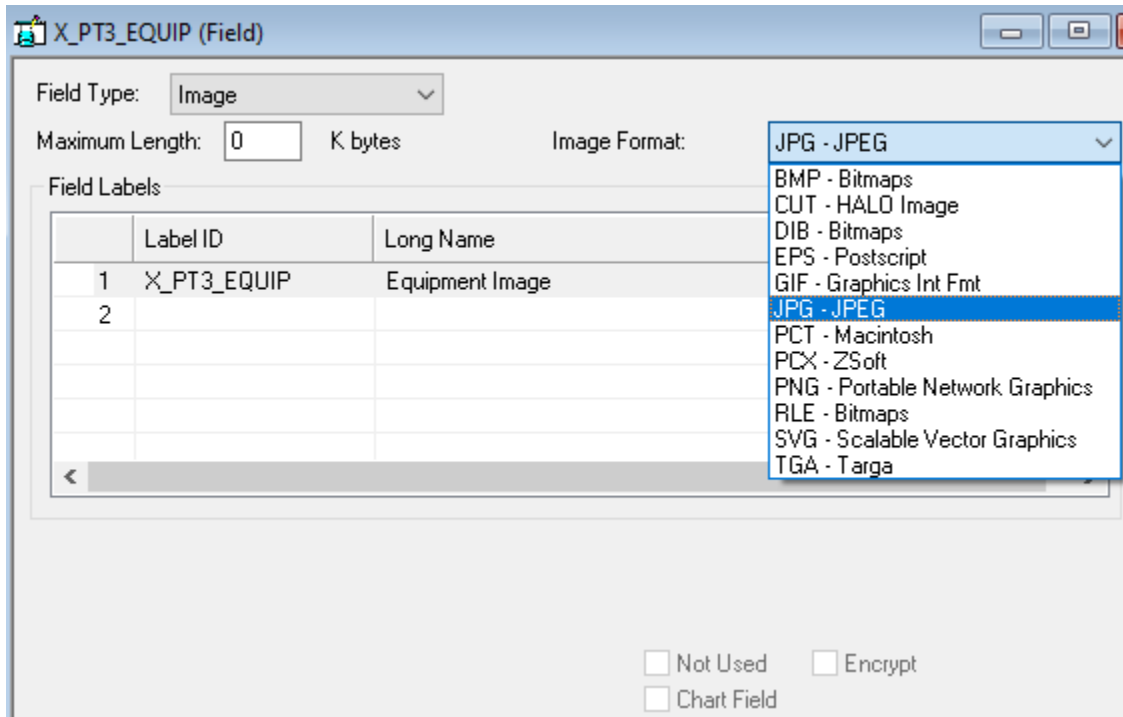 X_PT3_EQUIP (Field)
Field Type: Image
Maximum Length: 0 K bytes Image Format: JPG - JPEG
Field Labels
Label ID Long Name
1 X_PT3_EQUIP Equipment Image
2
BMP - Bitmaps
CUT - HALO Image
DIB - Bitmaps
EPS - Postscript
GIF - Graphics Int Fmt
JPG - JPEG
PCT - Macintosh
PCX - ZSoft
PNG - Portable Network Graphics
RLE - Bitmaps
SVG - Scalable Vector Graphics
TGA - Targa
Not Used Encrypt
Chart Field